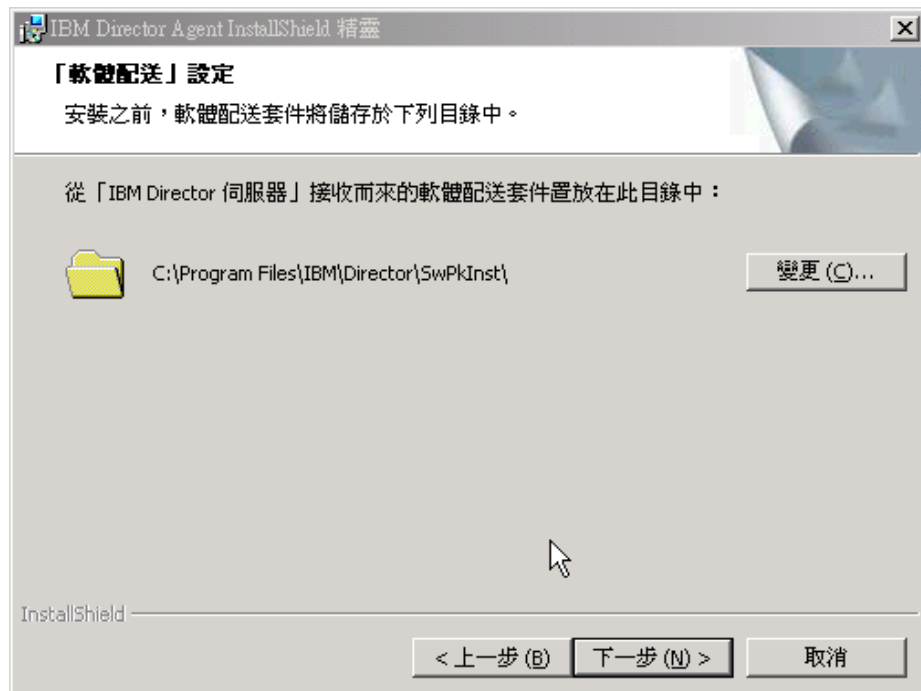 IBM Director Agent InstallShield 精靈
「軟體配送」設定
安裝之前，軟體配送套件將儲存於下列目錄中。
從「IBM Director 伺服器」接收而來的軟體配送套件置放在此目錄中：
C:\Program Files\IBM\Director\SwPkInst\
變更 (C)...
InstallShield
< 上一步 (B)
下一步 (N) >
取消